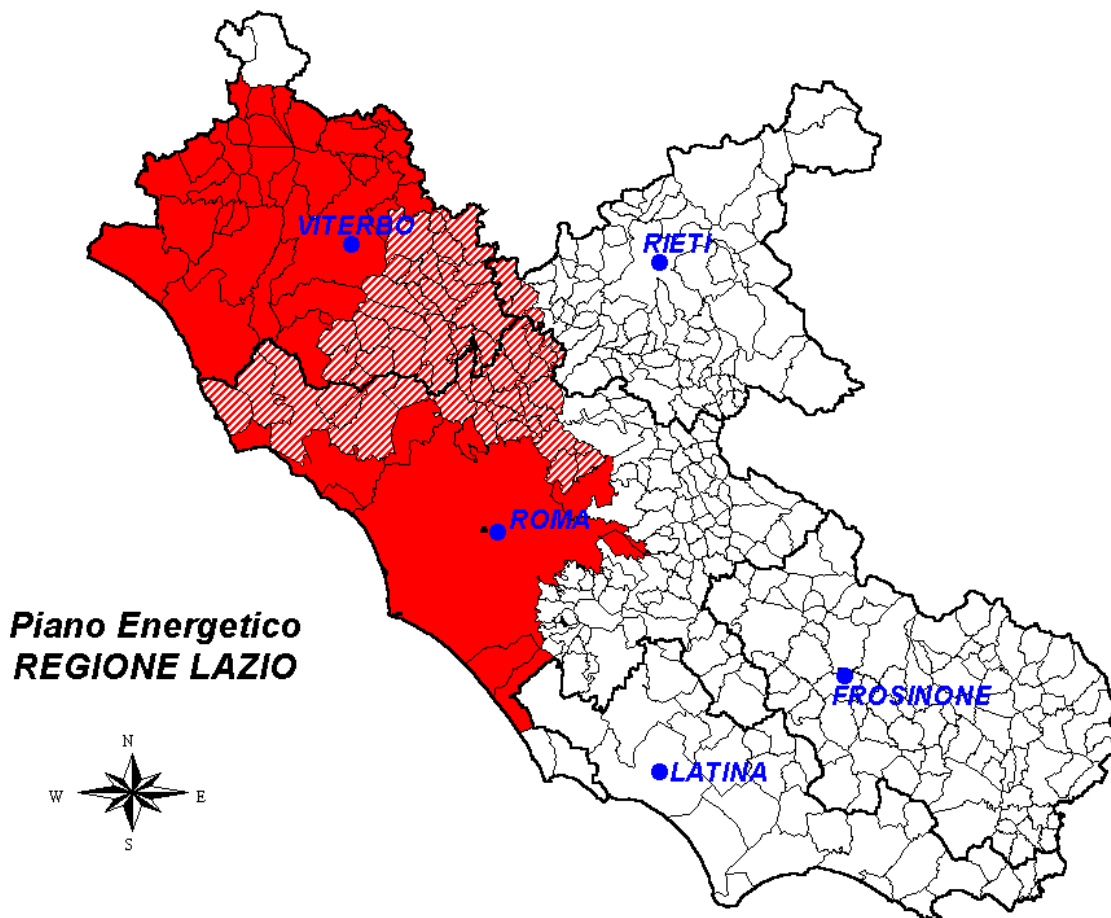 VITERBO
RIETI
ROMA
Piano Energetico
REGIONE LAZIO
FROSINONE
LATINA
N
W E
S